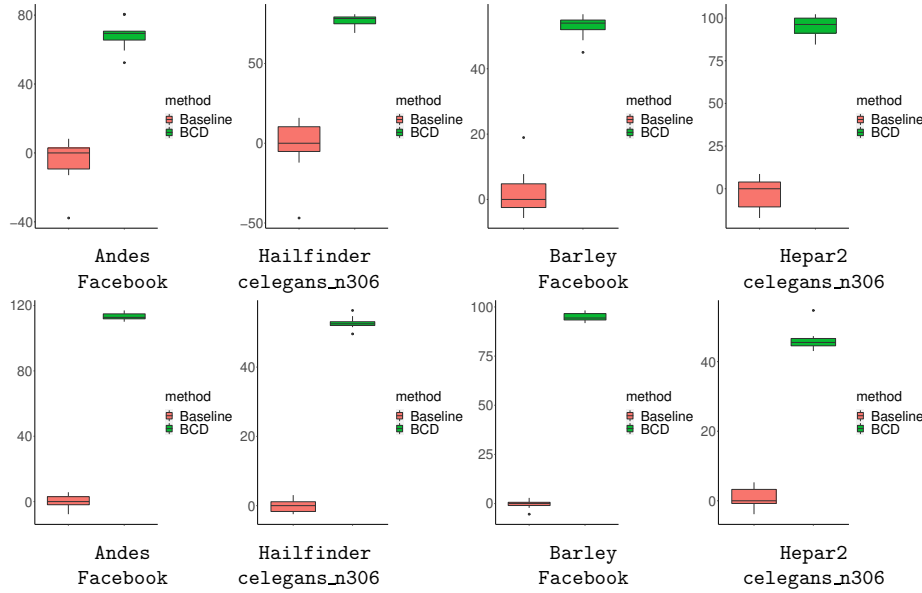 80
40
0
−40
method
Baseline
BCD
Andes
Facebook
50
0
−50
method
Baseline
BCD
Hailfinder
celegans_n306
40
20
0
method
Baseline
BCD
Barley
Facebook
100
75
50
25
0
method
Baseline
BCD
Hepar2
celegans_n306
120
80
40
0
method
Baseline
BCD
Andes
Facebook
40
20
0
method
Baseline
BCD
Hailfinder
celegans_n306
100
75
50
25
0
method
Baseline
BCD
Barley
Facebook
40
20
0
method
Baseline
BCD
Hepar2
celegans_n306